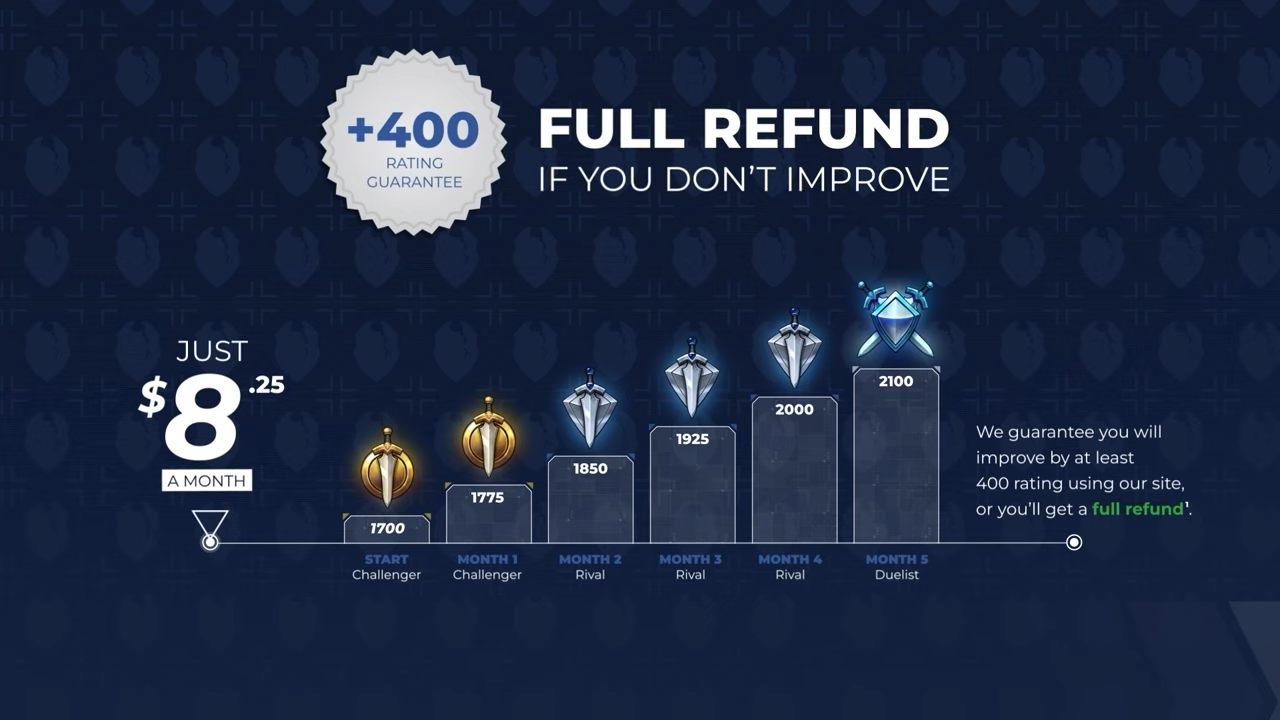 +400
RATING
GUARANTEE
FULL REFUND
IF YOU DON'T IMPROVE
JUST
$8.25
A MONTH
1700
1775
1850
1925
2000
2100
START
Challenger
MONTH 1
Challenger
MONTH 2
Rival
MONTH 3
Rival
MONTH 4
Rival
MONTH 5
Duelist
We guarantee you will
improve by at least
400 rating using our site,
or you'll get a full refund¹.